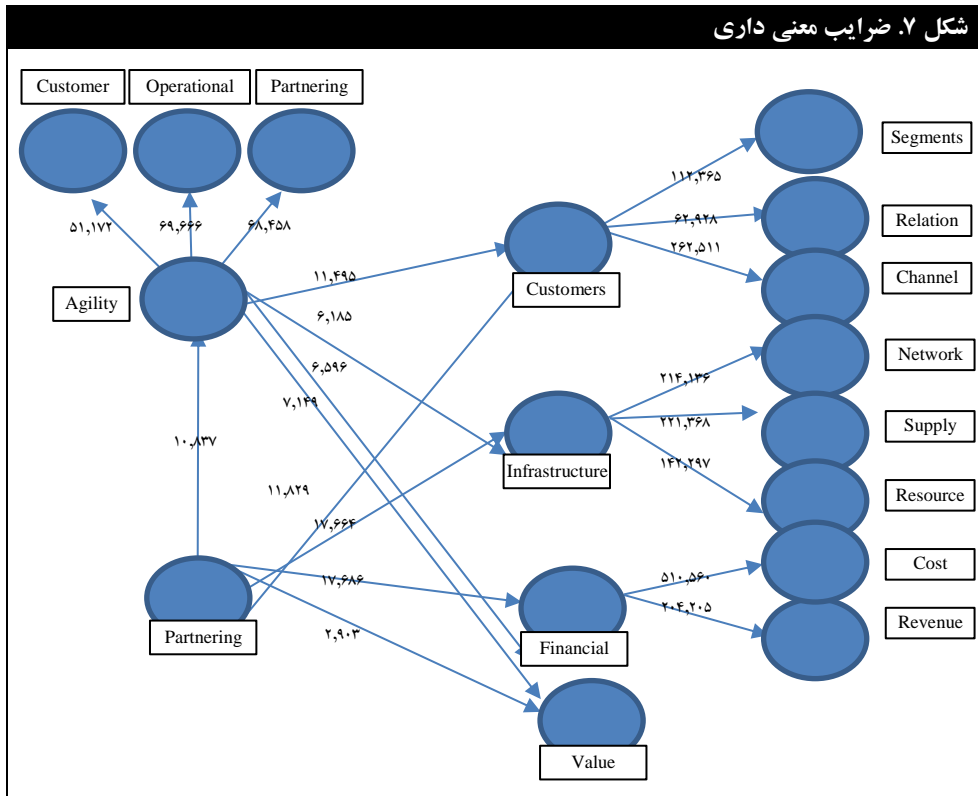 شکل ۷. ضرایب معنی داری
Customer
Operational
Partnering
Segments
۱۱۲,۳۶۵
۶۲,۹۲۸
Relation
۵۱,۱۷۲
۶۹,۶۶۶
۶۸,۴۵۸
۲۶۲,۵۱۱
۱۱,۴۹۵
Customers
Channel
Agility
۶,۱۸۵
Network
۶,۵۹۶
۲۱۴,۱۳۶
۷,۱۴۹
۲۲۱,۳۶۸
Supply
۱۰,۸۳۷
۱۴۲,۲۹۷
Infrastructure
۱۱,۸۲۹
Resource
۱۷,۶۶۴
Cost
۱۷,۶۸۶
۵۱۰,۵۶۰
۲۰۴,۲۰۵
Revenue
Partnering
۲,۹۰۳
Financial
Value